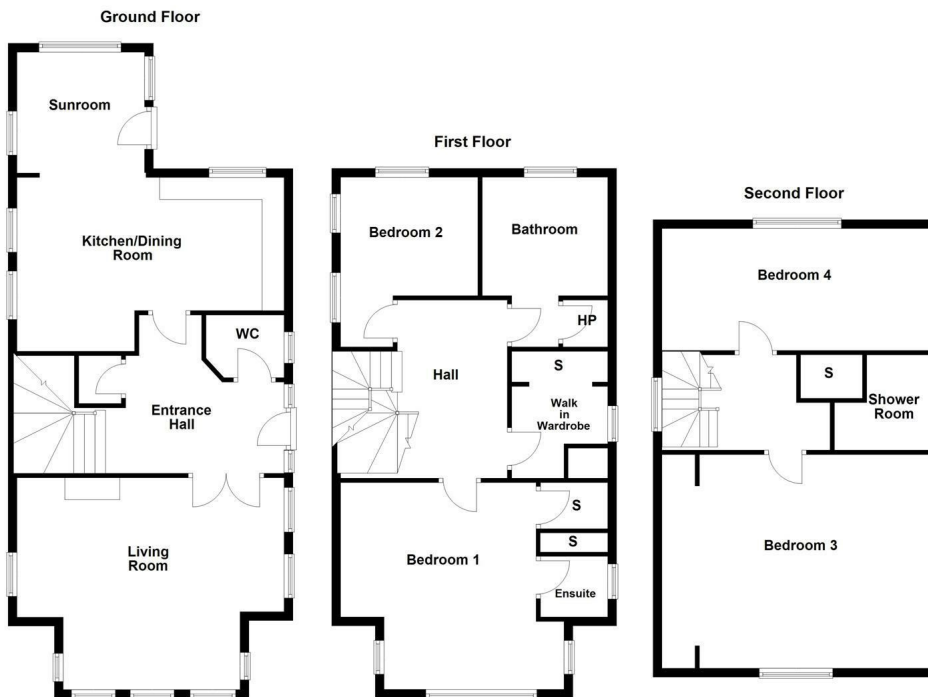 Ground Floor
Sunroom
Kitchen/Dining
Room
WC
Entrance
Hall
Living
Room
First Floor
Bedroom 2
Bathroom
HP
Hall
S
Walk
in
Wardrobe
S
S
Bedroom 1
Ensuite
Second Floor
Bedroom 4
S
Shower
Room
Bedroom 3